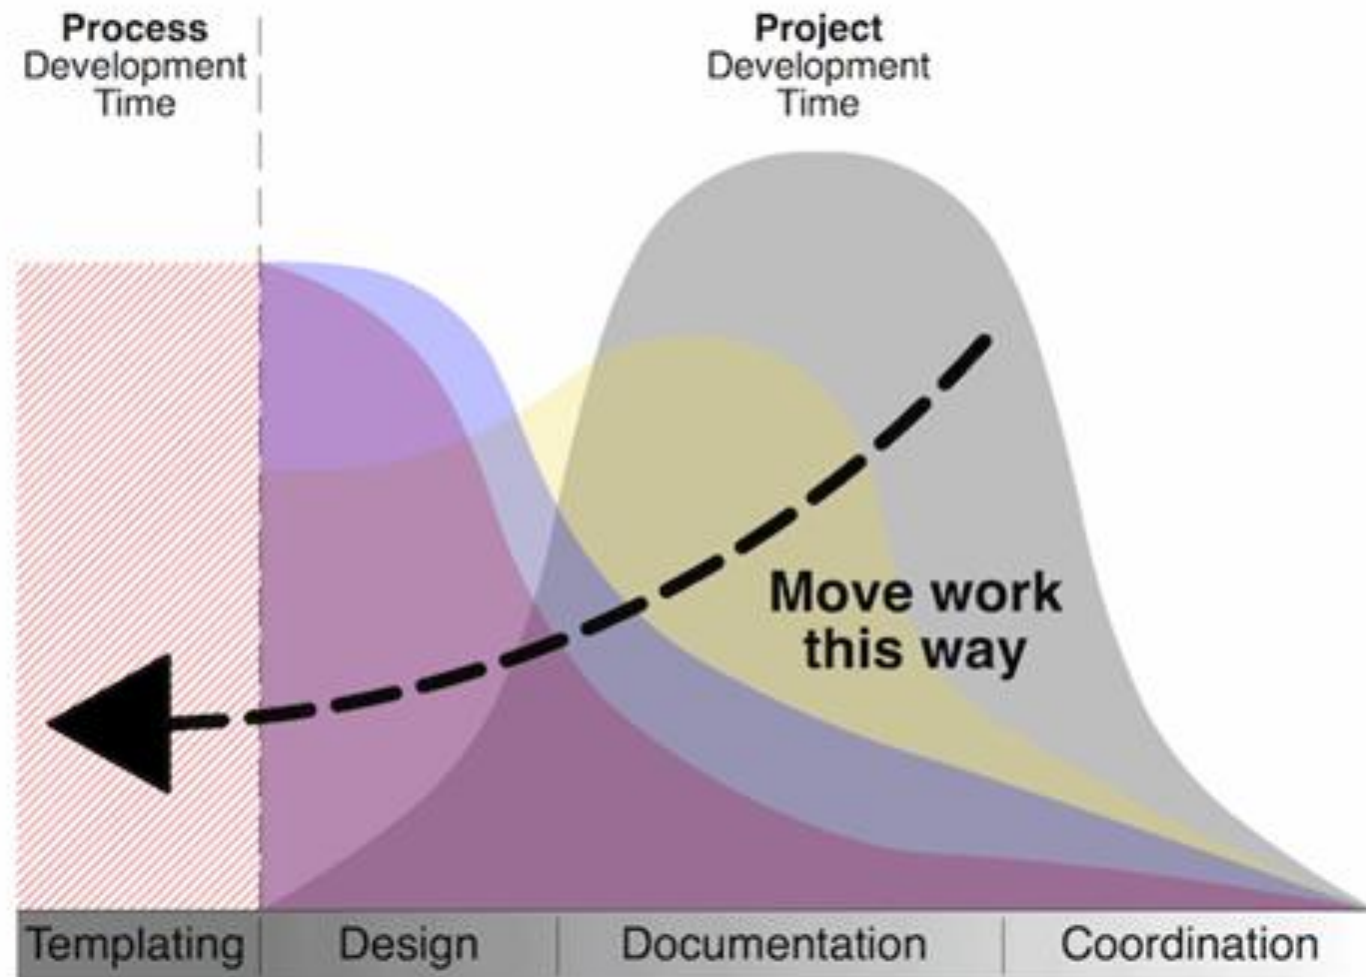 Process
Development
Time
Project
Development
Time
Move work
this way
Templating
Design
Documentation
Coordination